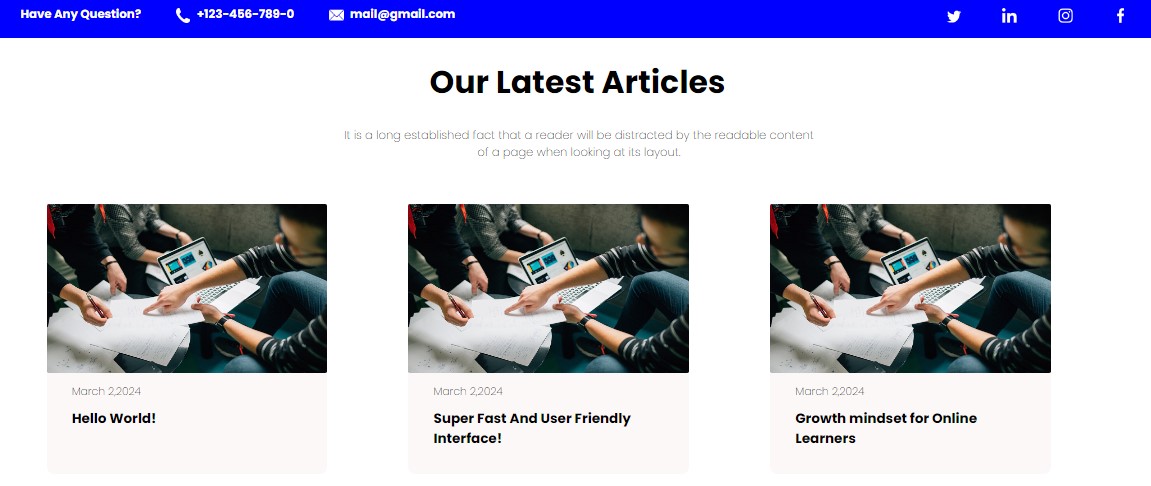 Have Any Question? +123-456-789-0 mail@gmail.com
Our Latest Articles
It is a long established fact that a reader will be distracted by the readable content
of a page when looking at its layout.
March 2,2024
Hello World!
March 2,2024
Super Fast And User Friendly
Interface!
March 2,2024
Growth mindset for Online
Learners